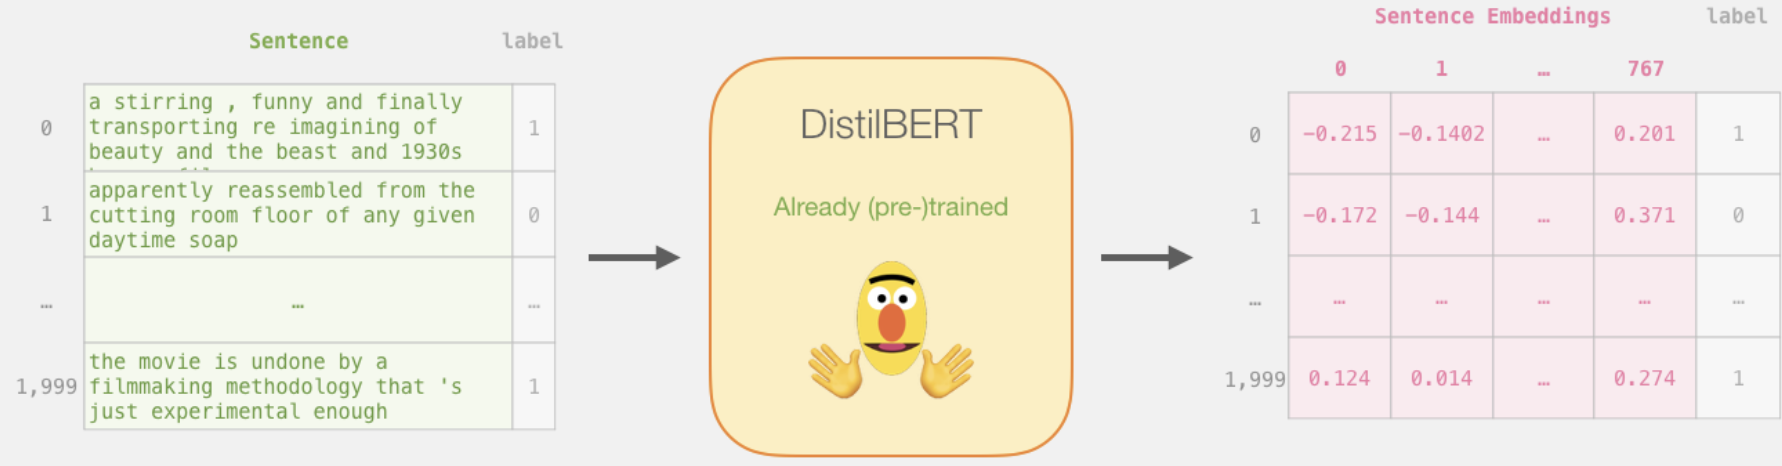 Sentence label
0 a stirring , funny and finally 1
transporting re imagining of
beauty and the beast and 1930s
1 apparently reassembled from the 0
cutting room floor of any given
daytime soap
… … …
1,999 the movie is undone by a 1
filmmaking methodology that 's
just experimental enough
DistilBERT
Already (pre-)trained
Sentence Embeddings label
0 1 … 767
0 -0.215 -0.1402 … 0.201 1
1 -0.172 -0.144 … 0.371 0
… … … … … …
1,999 0.124 0.014 … 0.274 1